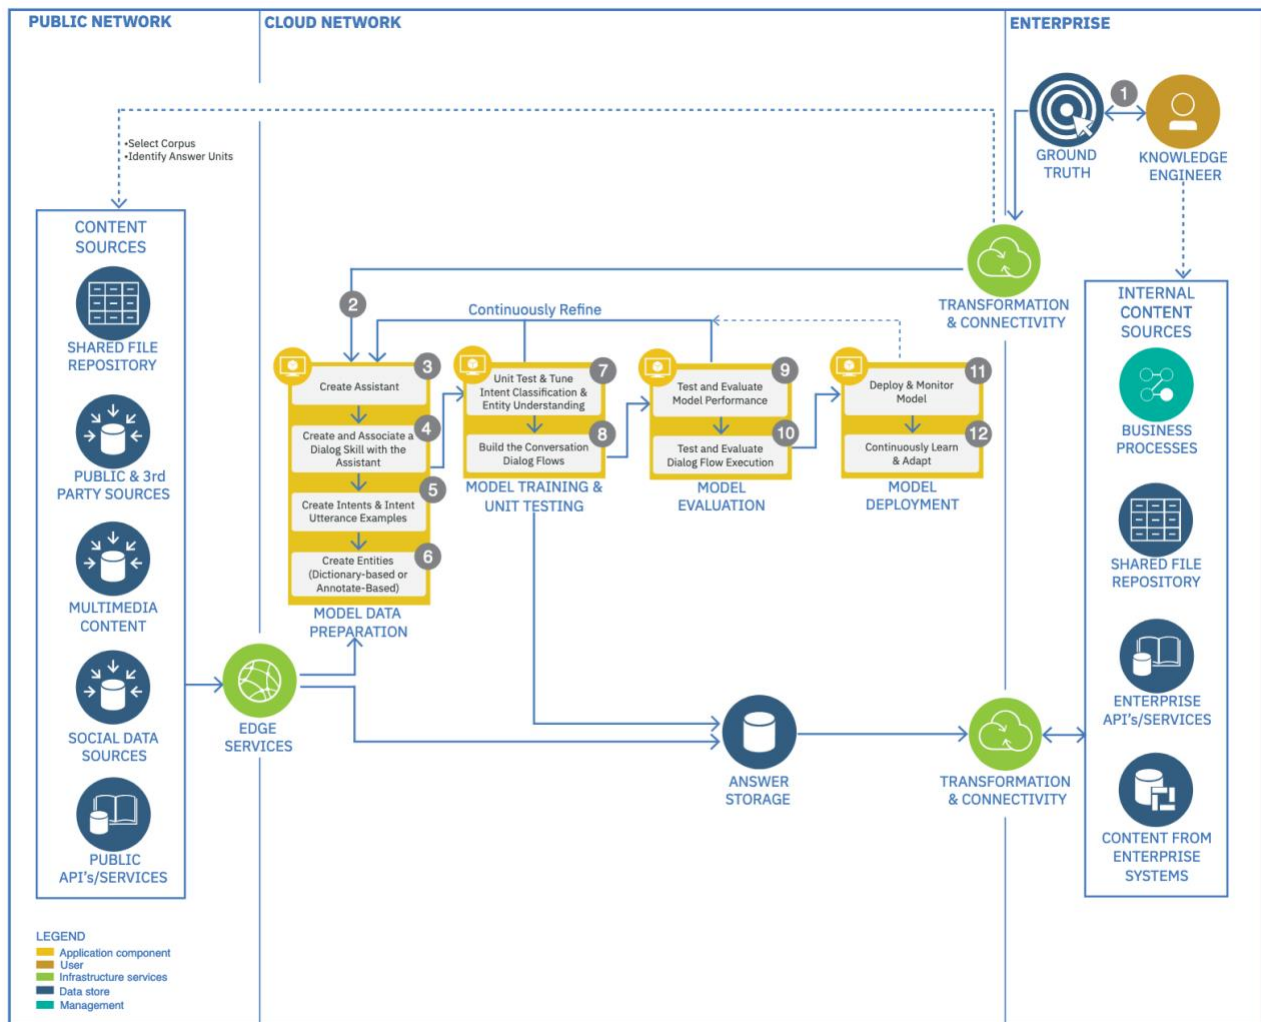 PUBLIC NETWORK
CLOUD NETWORK
ENTERPRISE
•Select Corpus
•Identify Answer Units
1
GROUND
TRUTH
KNOWLEDGE
ENGINEER
CONTENT
SOURCES
SHARED FILE
REPOSITORY
PUBLIC & 3rd
PARTY SOURCES
MULTIMEDIA
CONTENT
SOCIAL DATA
SOURCES
PUBLIC
API's/SERVICES
EDGE
SERVICES
2
Continuously Refine
3
Create Assistant
4
Create and Associate a
Dialog Skill with the
Assistant
5
Create Intents & Intent
Utterance Examples
6
Create Entities
(Dictionary-based or
Annotate-Based)
MODEL DATA
PREPARATION
7
Unit Test & Tune
Intent Classification &
Entity Understanding
8
Build the Conversation
Dialog Flows
MODEL TRAINING &
UNIT TESTING
9
Test and Evaluate
Model Performance
10
Test and Evaluate
Dialog Flow Execution
MODEL
EVALUATION
11
Deploy & Monitor
Model
12
Continuously Learn
& Adapt
MODEL
DEPLOYMENT
TRANSFORMATION
& CONNECTIVITY
ANSWER
STORAGE
TRANSFORMATION
& CONNECTIVITY
INTERNAL
CONTENT
SOURCES
BUSINESS
PROCESSES
SHARED FILE
REPOSITORY
ENTERPRISE
API's/SERVICES
CONTENT FROM
ENTERPRISE
SYSTEMS
LEGEND
Application component
User
Infrastructure services
Data store
Management